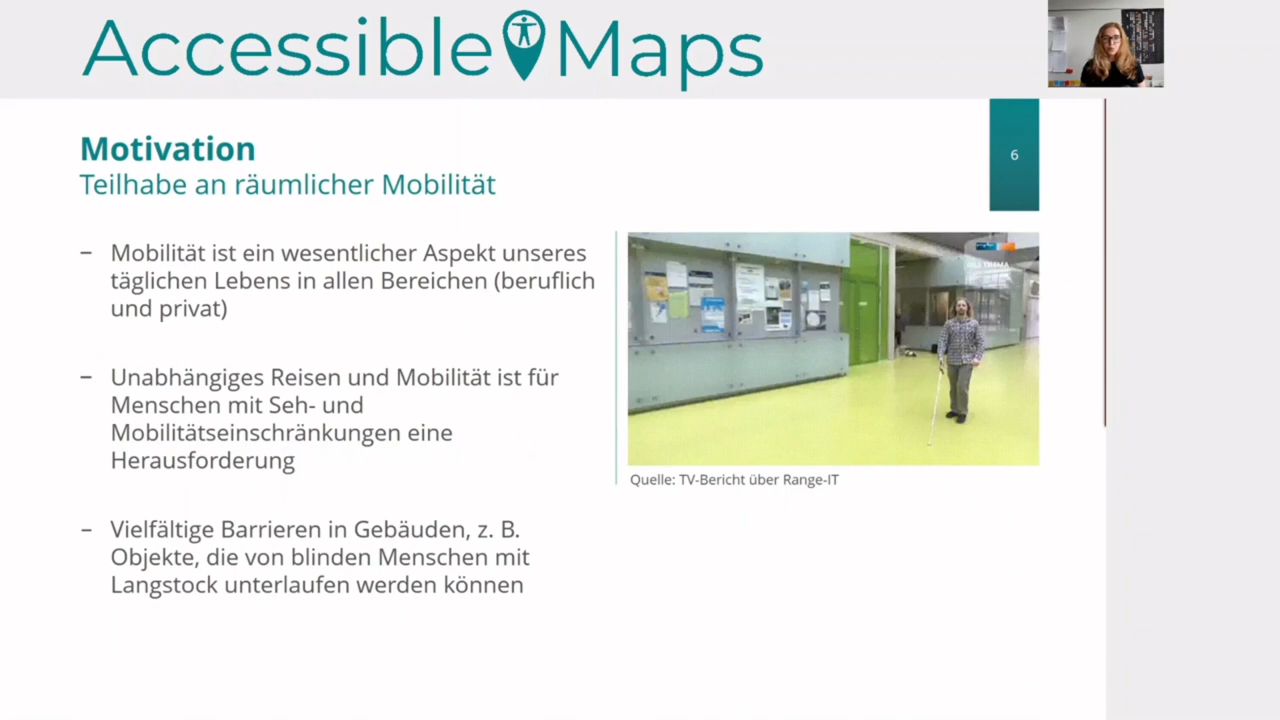 Accessible Maps
Motivation
Teilhabe an räumlicher Mobilität
6
– Mobilität ist ein wesentlicher Aspekt unseres
täglichen Lebens in allen Bereichen (beruflich
und privat)
– Unabhängiges Reisen und Mobilität ist für
Menschen mit Seh- und
Mobilitätseinschränkungen eine
Herausforderung
– Vielfältige Barrieren in Gebäuden, z. B.
Objekte, die von blinden Menschen mit
Langstock unterlaufen werden können
Quelle: TV-Bericht über Range-IT